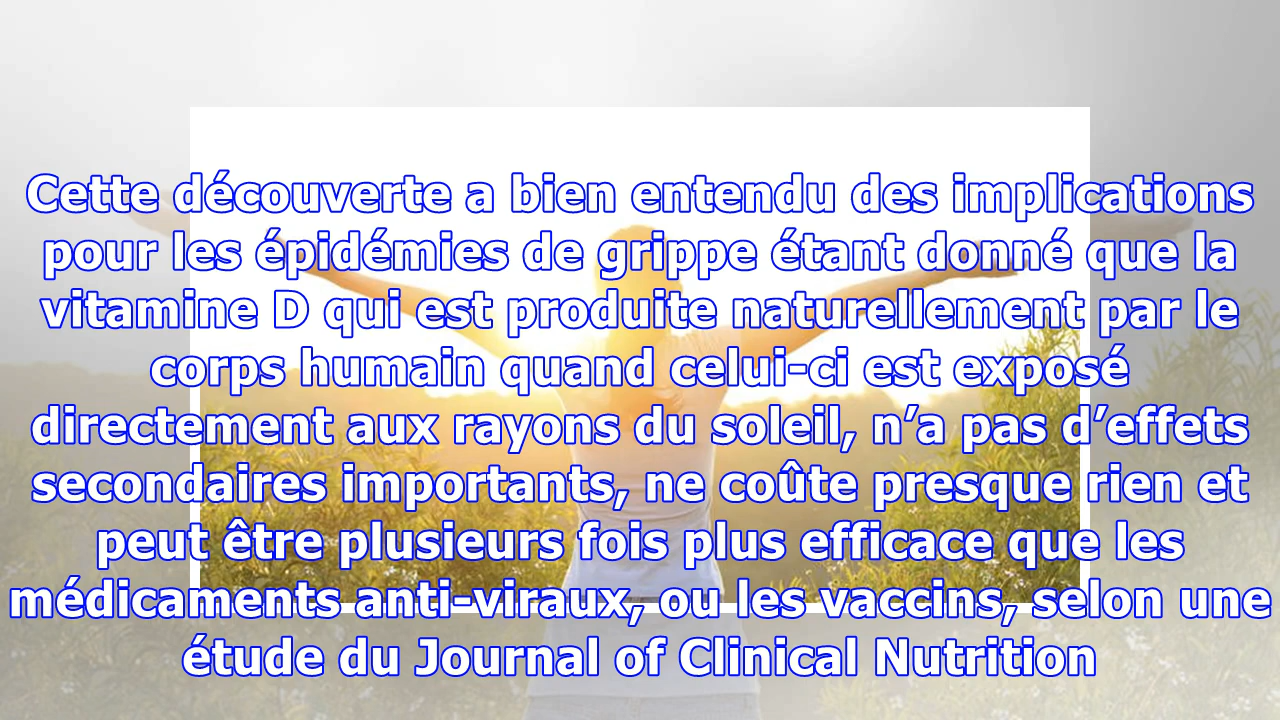 Cette découverte a bien entendu des implications
pour les épidémies de grippe étant donné que la
vitamine D qui est produite naturellement par le
corps humain quand celui-ci est exposé
directement aux rayons du soleil, n’a pas d’effets
secondaires importants, ne coûte presque rien et
peut être plusieurs fois plus efficace que les
médicaments anti-viraux, ou les vaccins, selon une
étude du Journal of Clinical Nutrition